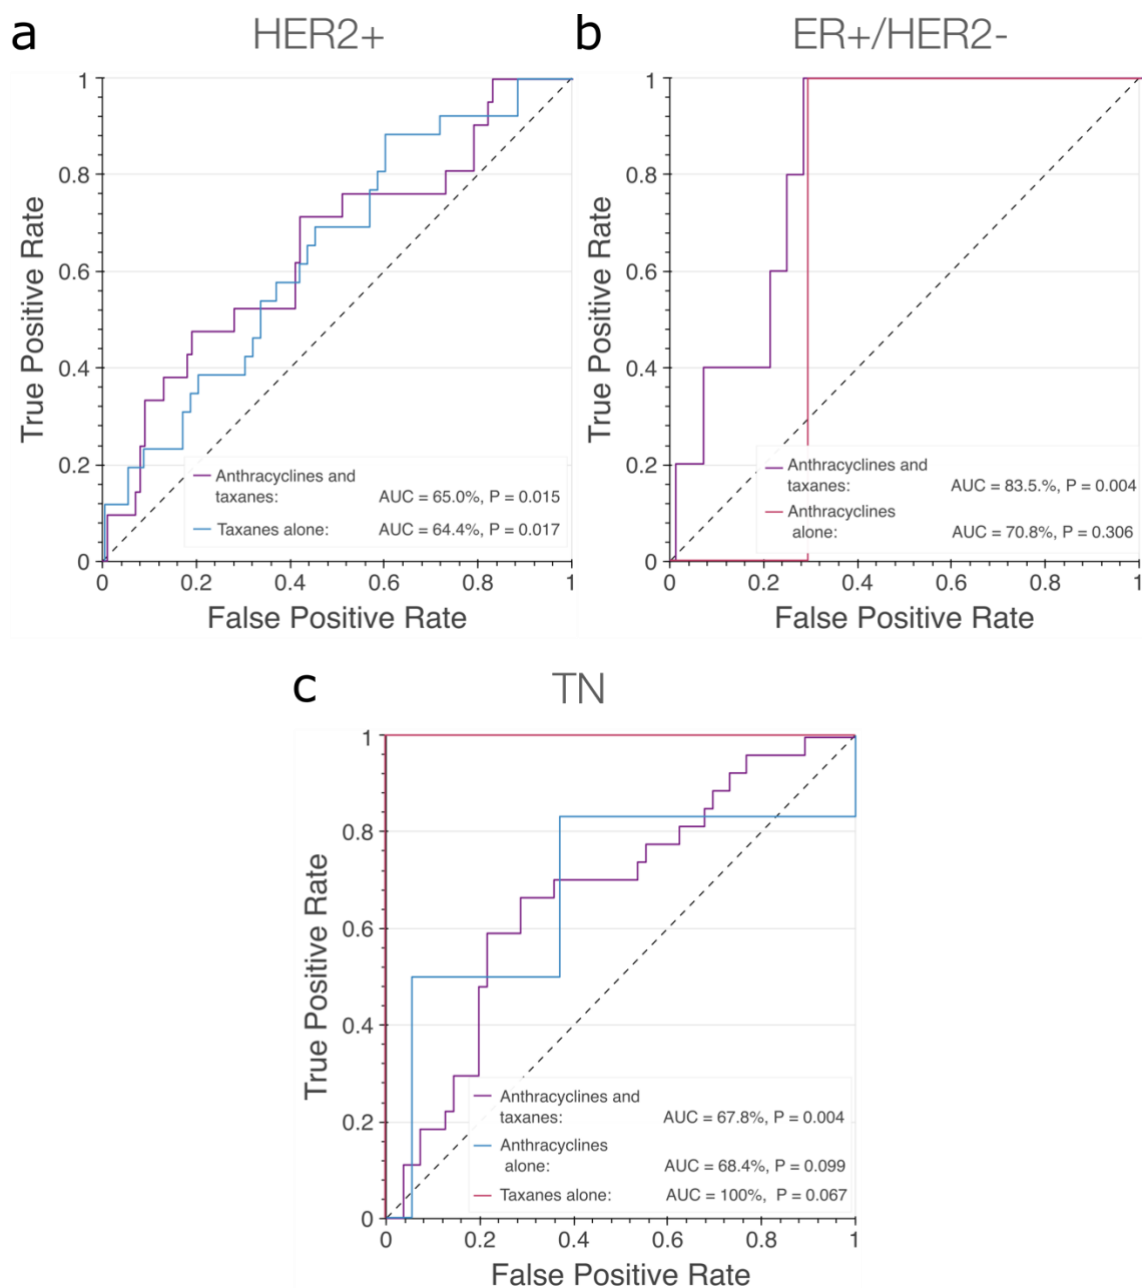 a
HER2+
True Positive Rate
1
0.8
0.6
0.4
0.2
0
Anthracyclines and
taxanes: AUC = 65.0%, P = 0.015
Taxanes alone: AUC = 64.4%, P = 0.017
0 0.2 0.4 0.6 0.8 1
False Positive Rate
b
ER+/HER2-
True Positive Rate
1
0.8
0.6
0.4
0.2
0
Anthracyclines and
taxanes: AUC = 83.5.%, P = 0.004
Anthracyclines
alone: AUC = 70.8%, P = 0.306
0 0.2 0.4 0.6 0.8 1
False Positive Rate
c
TN
True Positive Rate
1
0.8
0.6
0.4
0.2
0
Anthracyclines and
taxanes: AUC = 67.8%, P = 0.004
Anthracyclines
alone: AUC = 68.4%, P = 0.099
Taxanes alone: AUC = 100%, P = 0.067
0 0.2 0.4 0.6 0.8 1
False Positive Rate